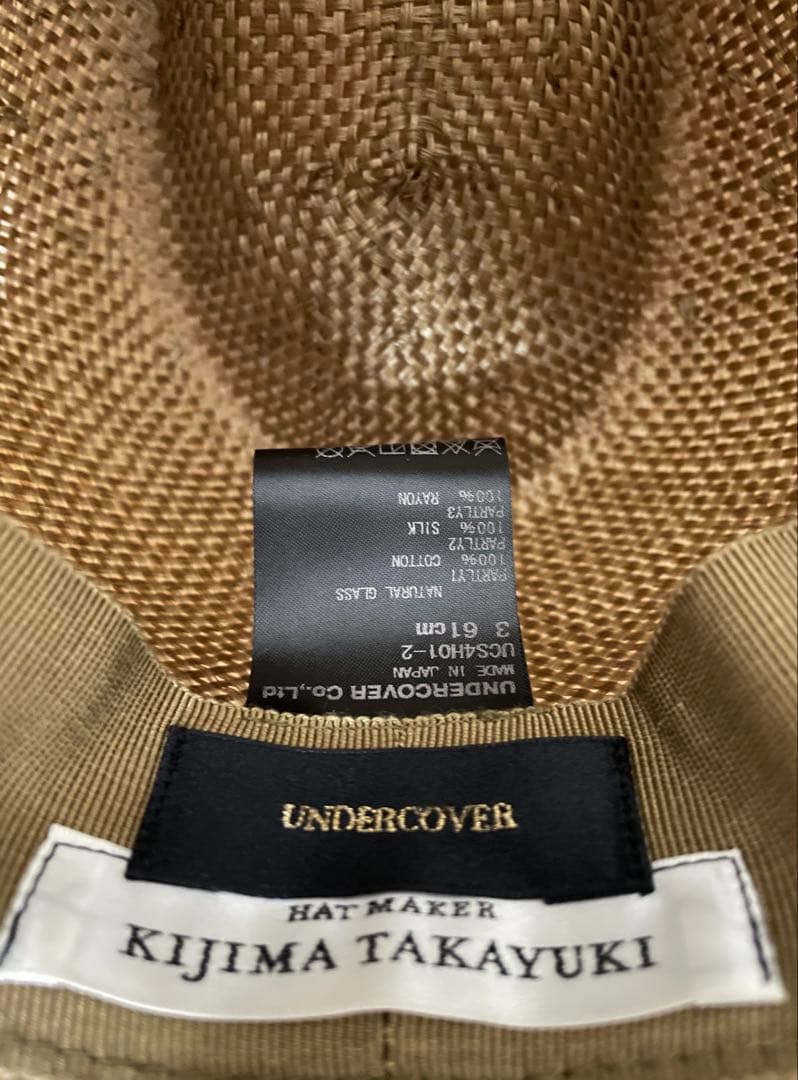 UNDERCOVER Co.,Ltd
MADE IN JAPAN
UCS4H01-2
3 61cm
NATURAL GLASS
PARTLY1
100% COTTON
PARTLY2
100% SILK
PARTLY3
100% RAYON
UNDERCOVER
HAT MAKER
KIJIMA TAKAYUKI